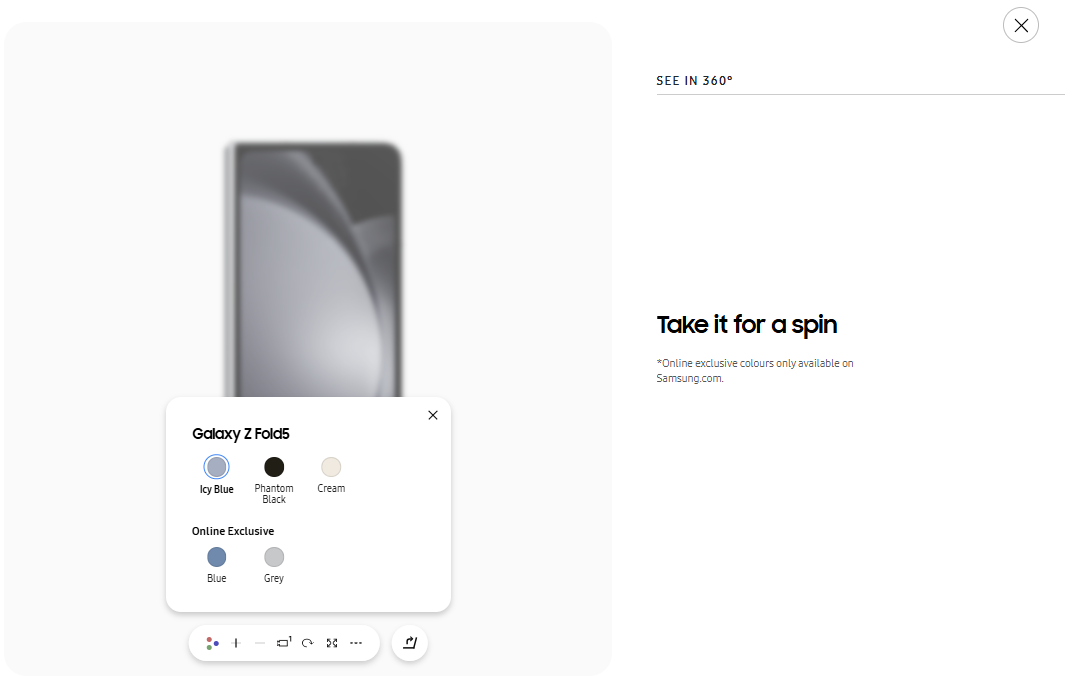 SEE IN 360°
Take it for a spin
*Online exclusive colours only available on
Samsung.com.
Galaxy Z Fold5
Icy Blue
Phantom
Black
Cream
Online Exclusive
Blue
Grey
1